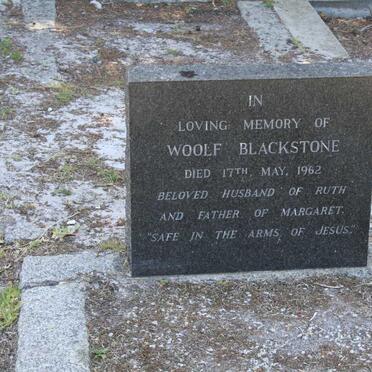 IN
LOVING MEMORY OF
WOOLF BLACKSTONE
DIED 17TH, MAY, 1962
BELOVED HUSBAND OF RUTH
AND FATHER OF MARGARET.
"SAFE IN THE ARMS OF JESUS."